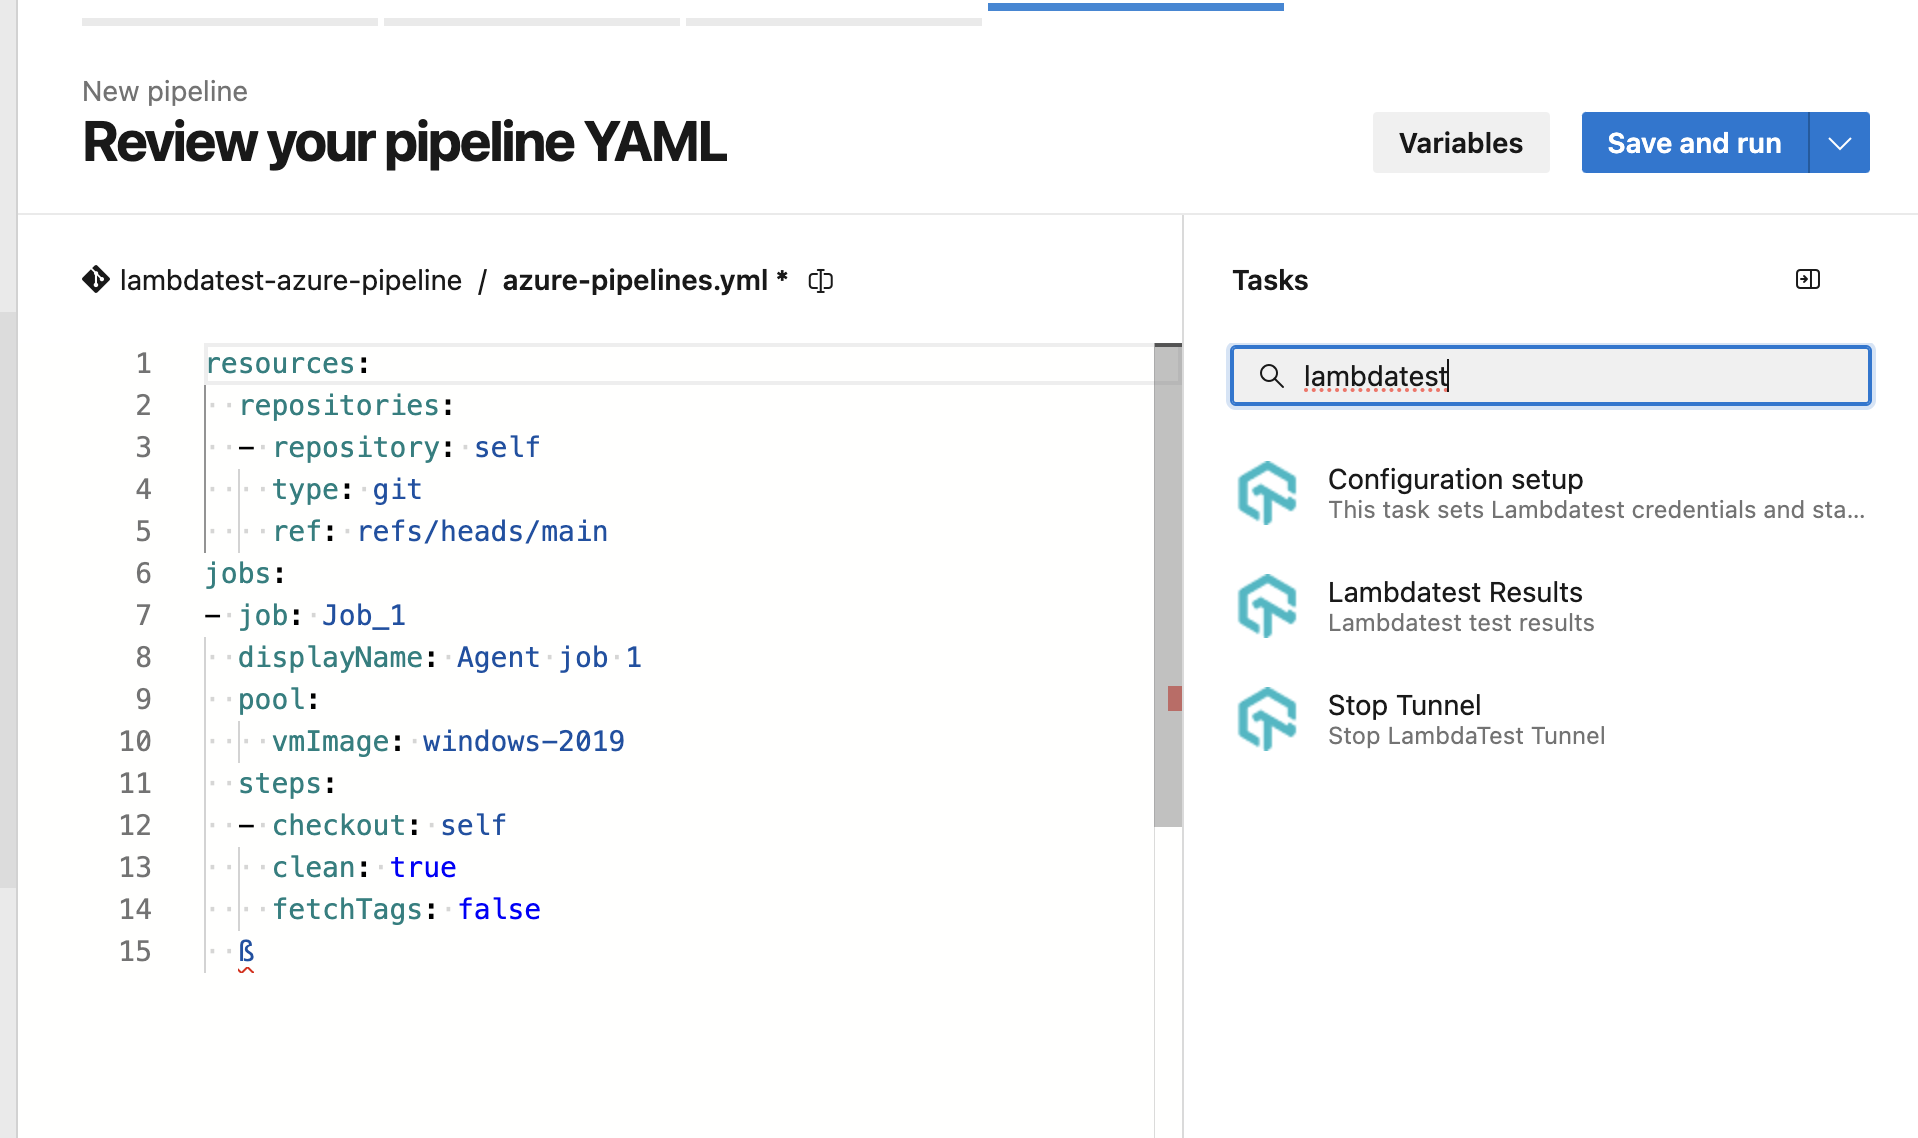 New pipeline
Review your pipeline YAML
Variables
Save and run
lambdatest-azure-pipeline / azure-pipelines.yml *
1 resources:
2 repositories:
3 - repository: self
4 type: git
5 ref: refs/heads/main
6 jobs:
7 - job: Job_1
8 displayName: Agent job 1
9 pool:
10 vmImage: windows-2019
11 steps:
12 - checkout: self
13 clean: true
14 fetchTags: false
15 ß
Tasks
lambdatest
Configuration setup
This task sets Lambdatest credentials and sta...
Lambdatest Results
Lambdatest test results
Stop Tunnel
Stop LambdaTest Tunnel